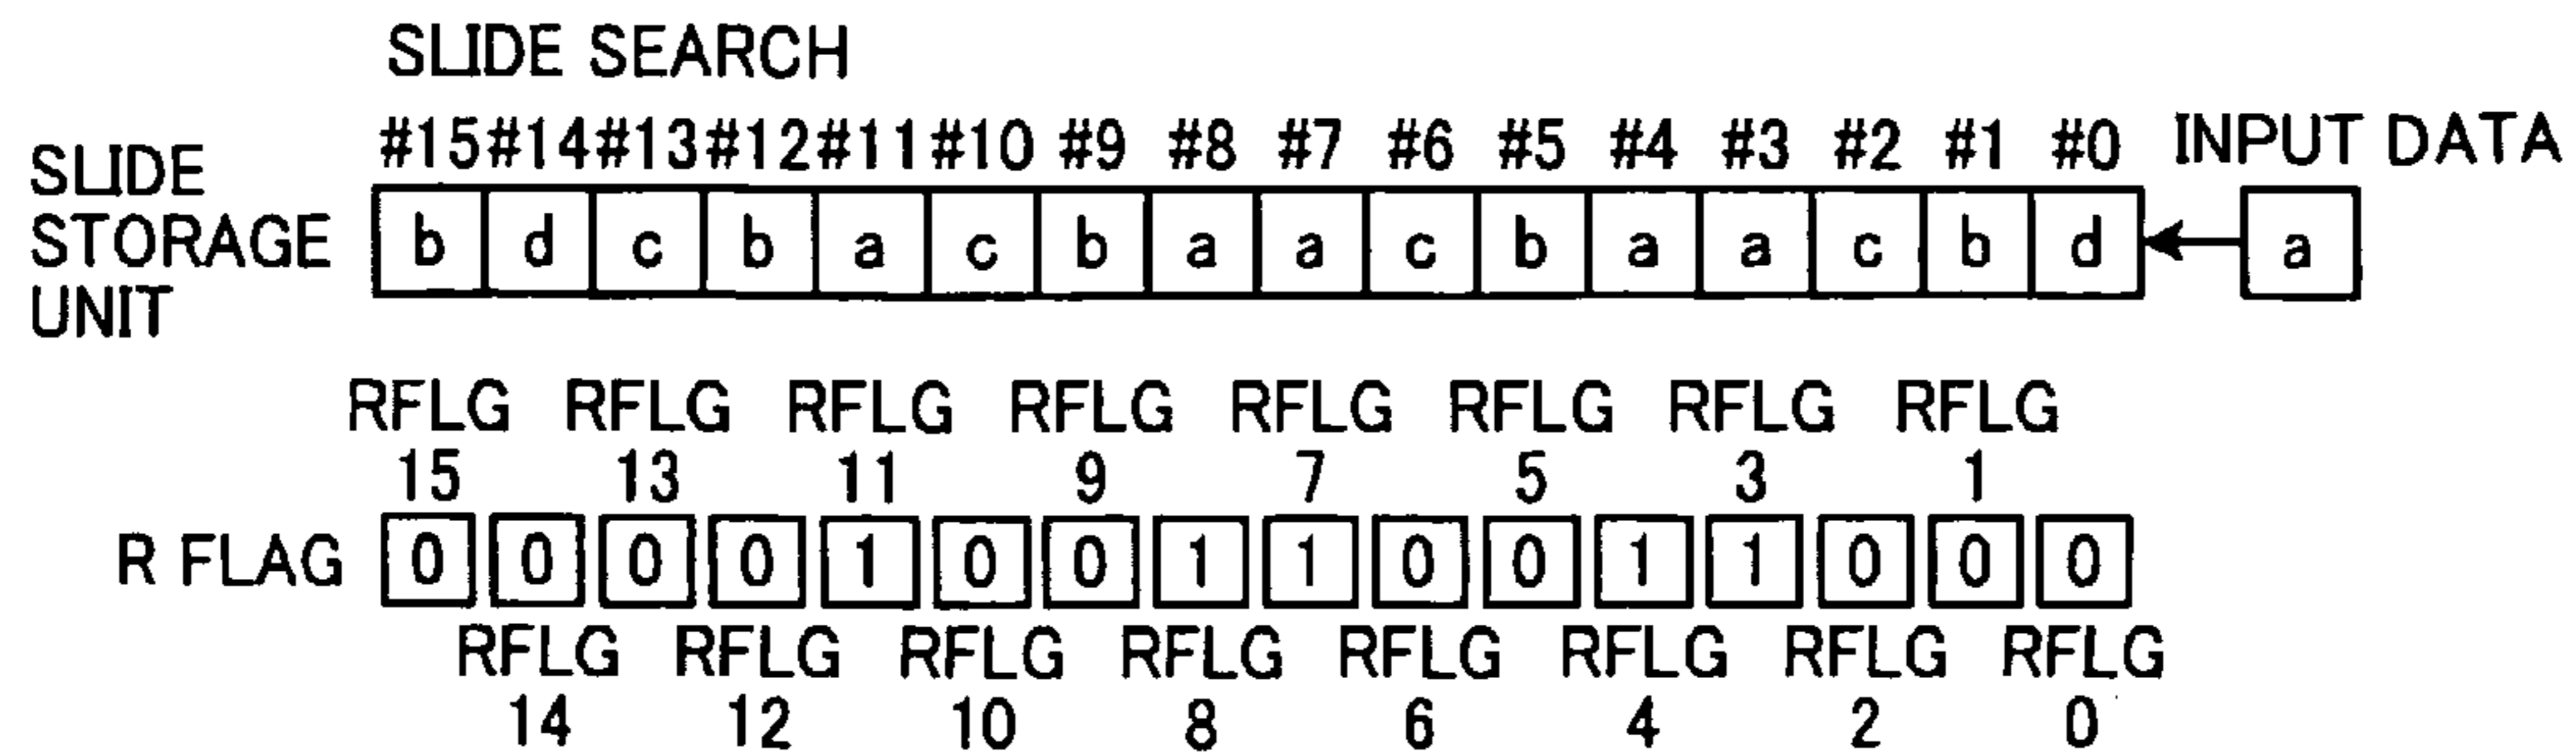 SLIDE SEARCH
#15 #14 #13 #12 #11 #10 #9 #8 #7 #6 #5 #4 #3 #2 #1 #0 INPUT DATA
SLIDE
STORAGE
UNIT
b d c b a c b a a c b a a c b d a
RFLG RFLG RFLG RFLG RFLG RFLG RFLG RFLG
15 13 11 9 7 5 3 1
R FLAG 0 0 0 0 1 0 0 1 1 0 0 1 1 0 0 0
RFLG RFLG RFLG RFLG RFLG RFLG RFLG RFLG
14 12 10 8 6 4 2 0